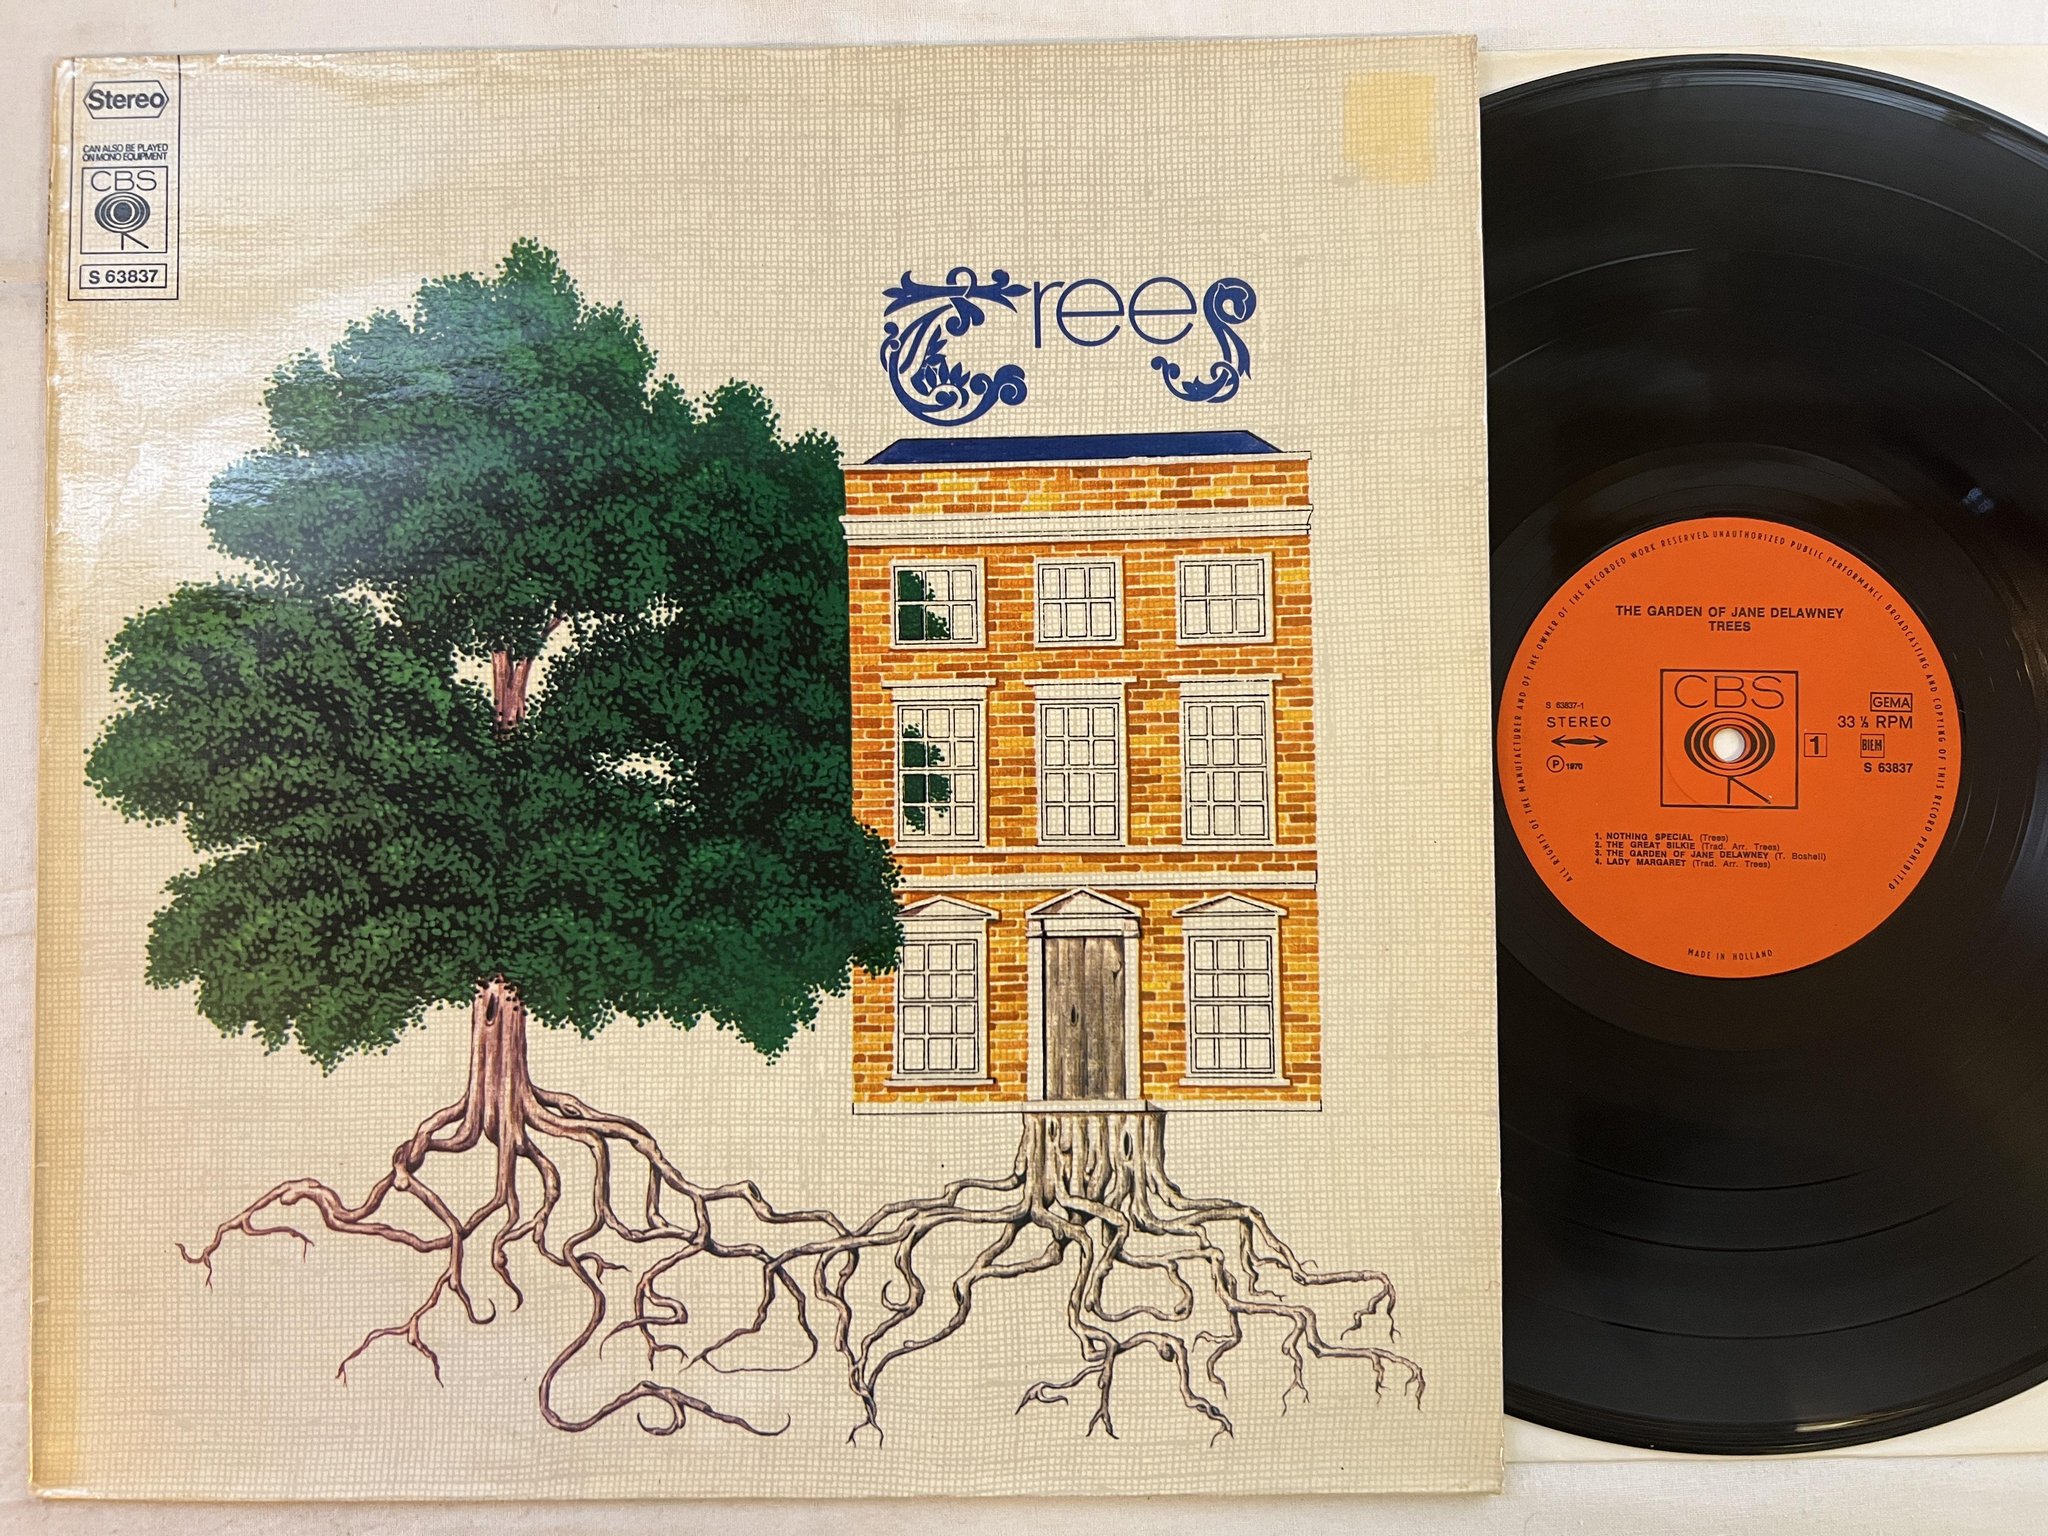 Stereo
CAN ALSO BE PLAYED
ON MONO EQUIPMENT
CBS
S 63837
Trees
ALL RIGHTS OF THE MANUFACTURER AND OF THE OWNER OF THE RECORDED WORK RESERVED. UNAUTHORIZED PUBLIC PERFORMANCE BROADCASTING AND COPYING OF THIS RECORD PROHIBITED
THE GARDEN OF JANE DELAWNEY
TREES
CBS
S 63837-1
STEREO
P 1970
1
GEMA
33 ⅓ RPM
BIEM
S 63837
1. NOTHING SPECIAL (Trees)
2. THE GREAT SILKIE (Trad. Arr. Trees)
3. THE GARDEN OF JANE DELAWNEY (T. Boshell)
4. LADY MARGARET (Trad. Arr. Trees)
MADE IN HOLLAND